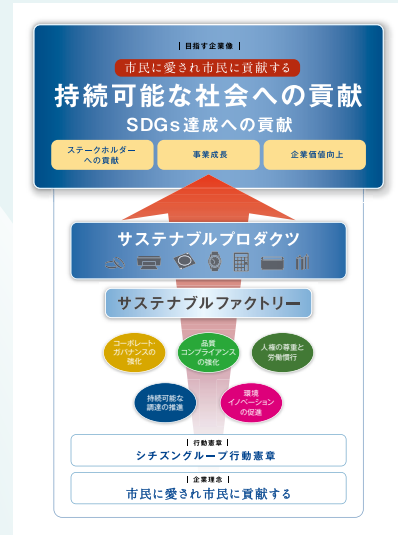 | 目指す企業像 |
市民に愛され市民に貢献する
持続可能な社会への貢献
SDGs達成への貢献
ステークホルダー
への貢献
事業成長
企業価値向上
サステナブルプロダクツ
サステナブルファクトリー
コーポレート・
ガバナンスの
強化
品質
コンプライアンス
の強化
人権の尊重と
労働慣行
持続可能な
調達の推進
環境
イノベーション
の促進
| 行動憲章 |
シチズングループ行動憲章
| 企業理念 |
市民に愛され市民に貢献する